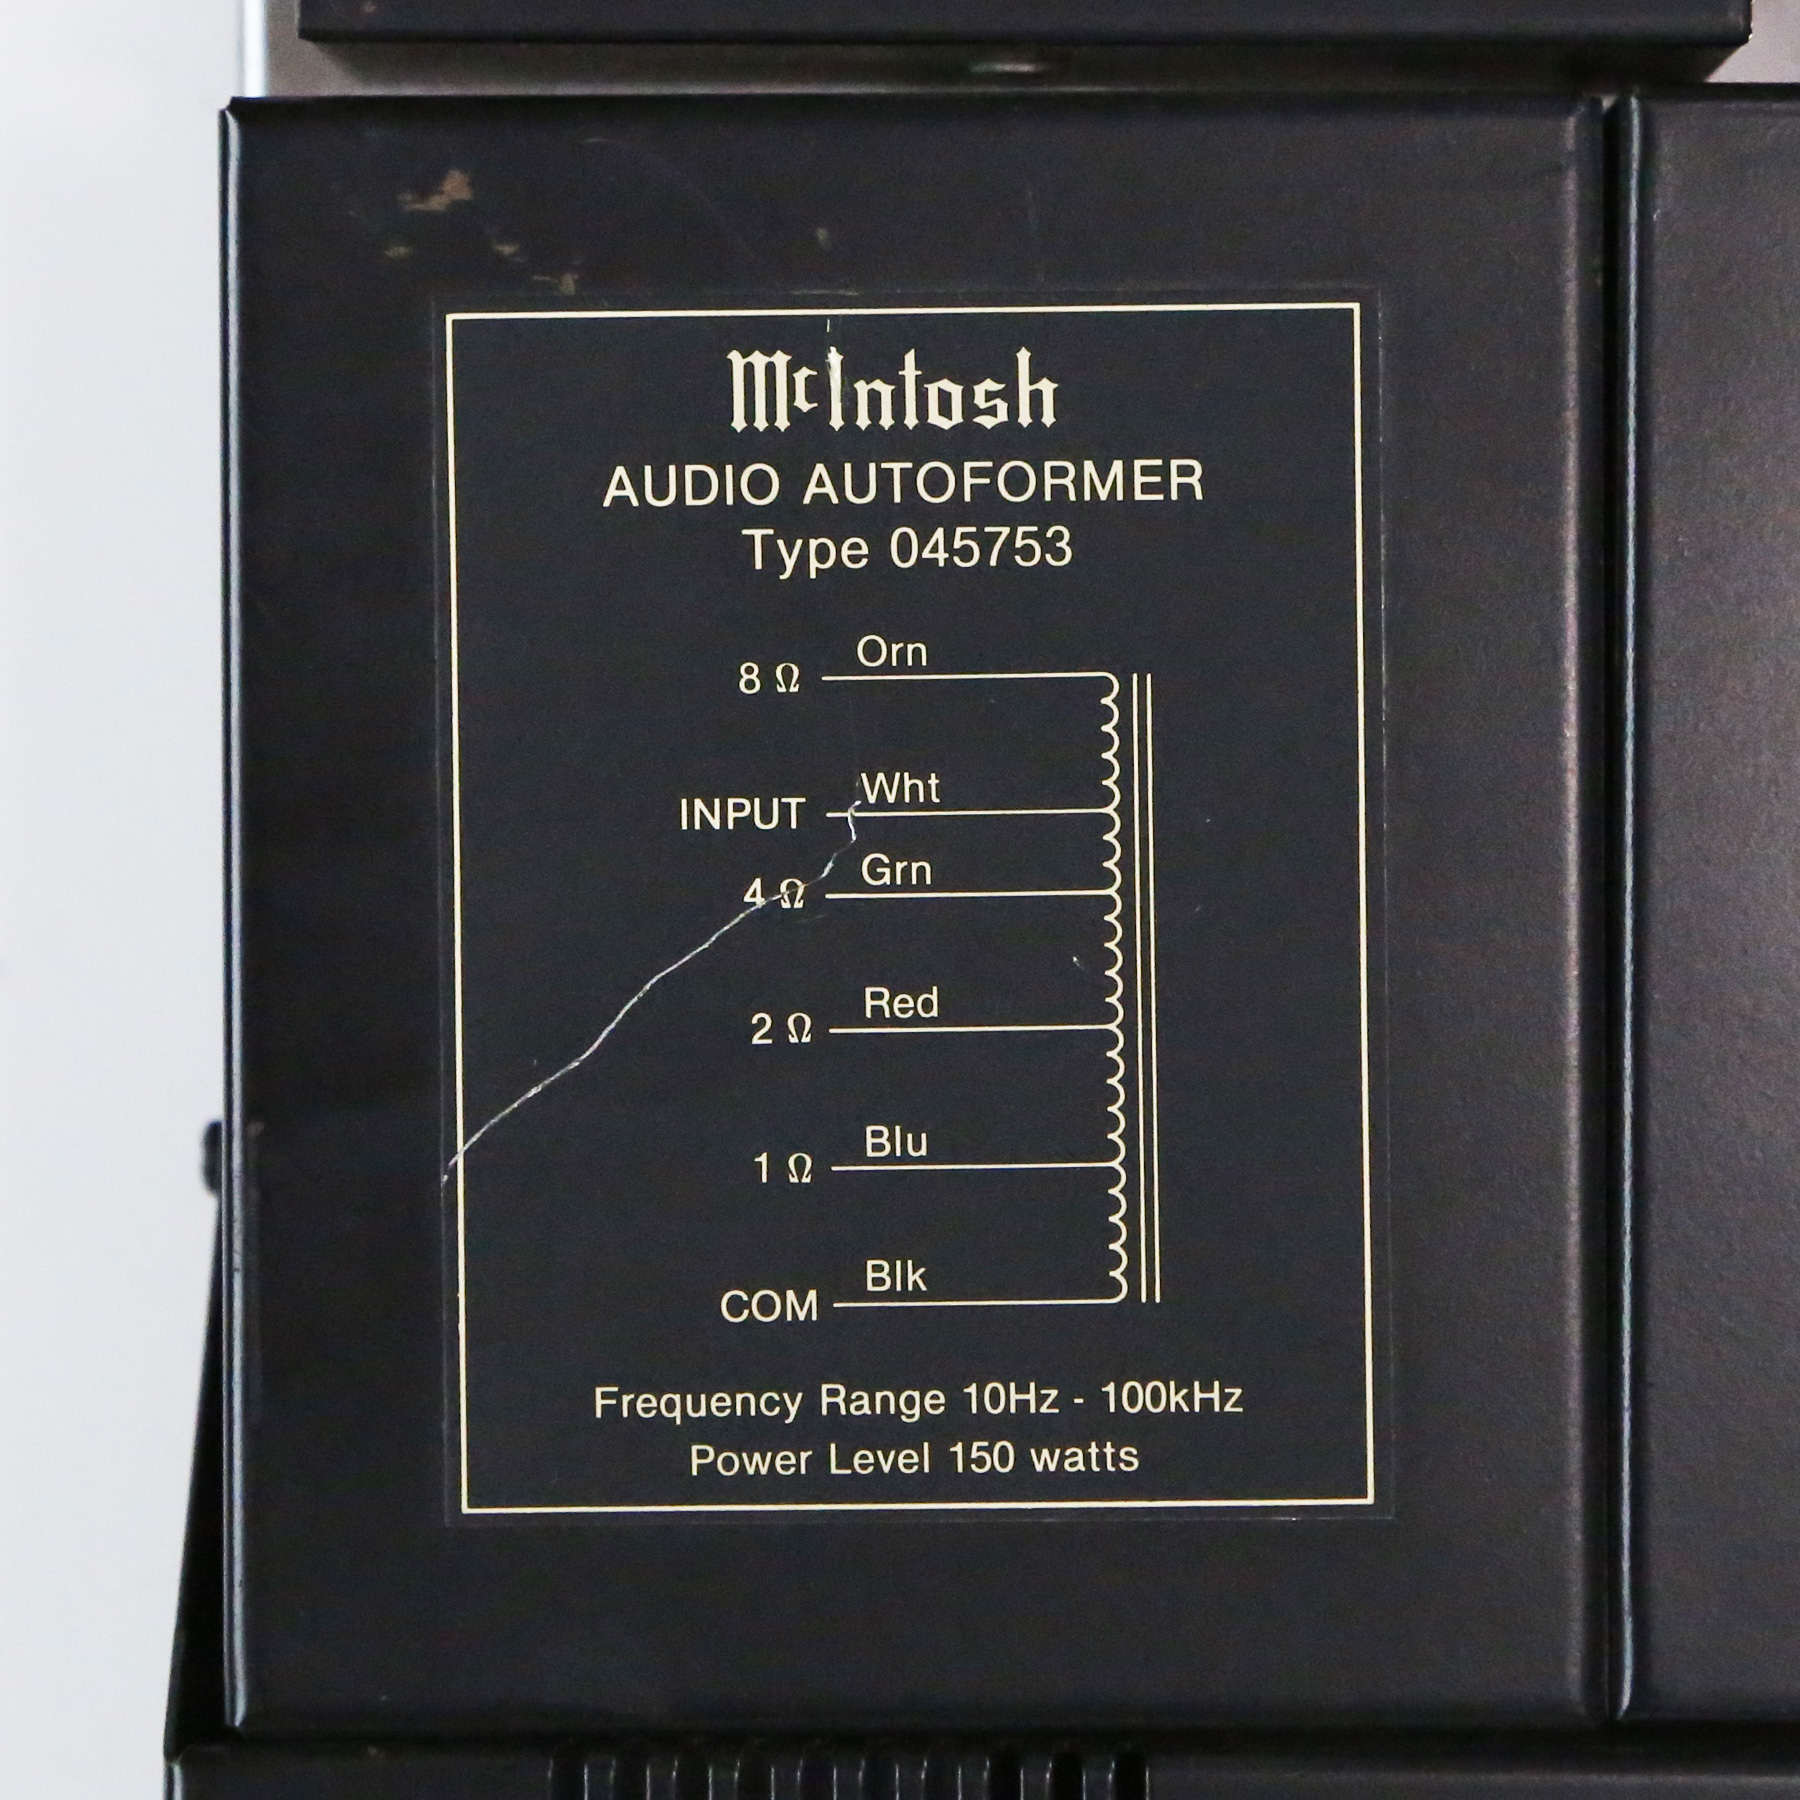 McIntosh
AUDIO AUTOFORMER
Type 045753
Orn
8 Ω
Wht
INPUT
Grn
4 Ω
Red
2 Ω
Blu
1 Ω
Blk
COM
Frequency Range 10Hz - 100kHz
Power Level 150 watts